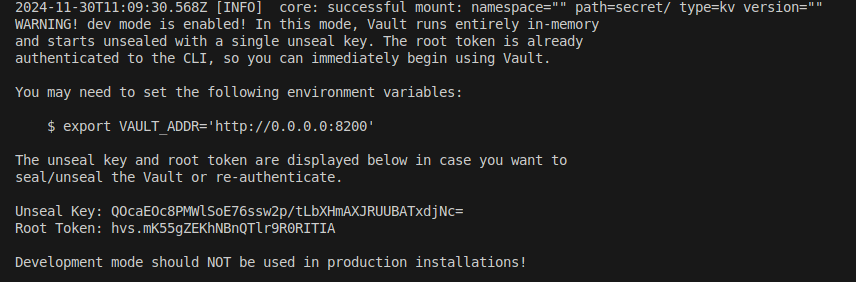 2024-11-30T11:09:30.568Z [INFO]  core: successful mount: namespace="" path=secret/ type=kv version=""
WARNING! dev mode is enabled! In this mode, Vault runs entirely in-memory
and starts unsealed with a single unseal key. The root token is already
authenticated to the CLI, so you can immediately begin using Vault.

You may need to set the following environment variables:

    $ export VAULT_ADDR='http://0.0.0.0:8200'

The unseal key and root token are displayed below in case you want to
seal/unseal the Vault or re-authenticate.

Unseal Key: QOcaEOc8PMWlSoE76ssw2p/tLbXHmAXJRUUBATxdjNc=
Root Token: hvs.mK55gZEKhNBnQTlr9R0RITIA

Development mode should NOT be used in production installations!